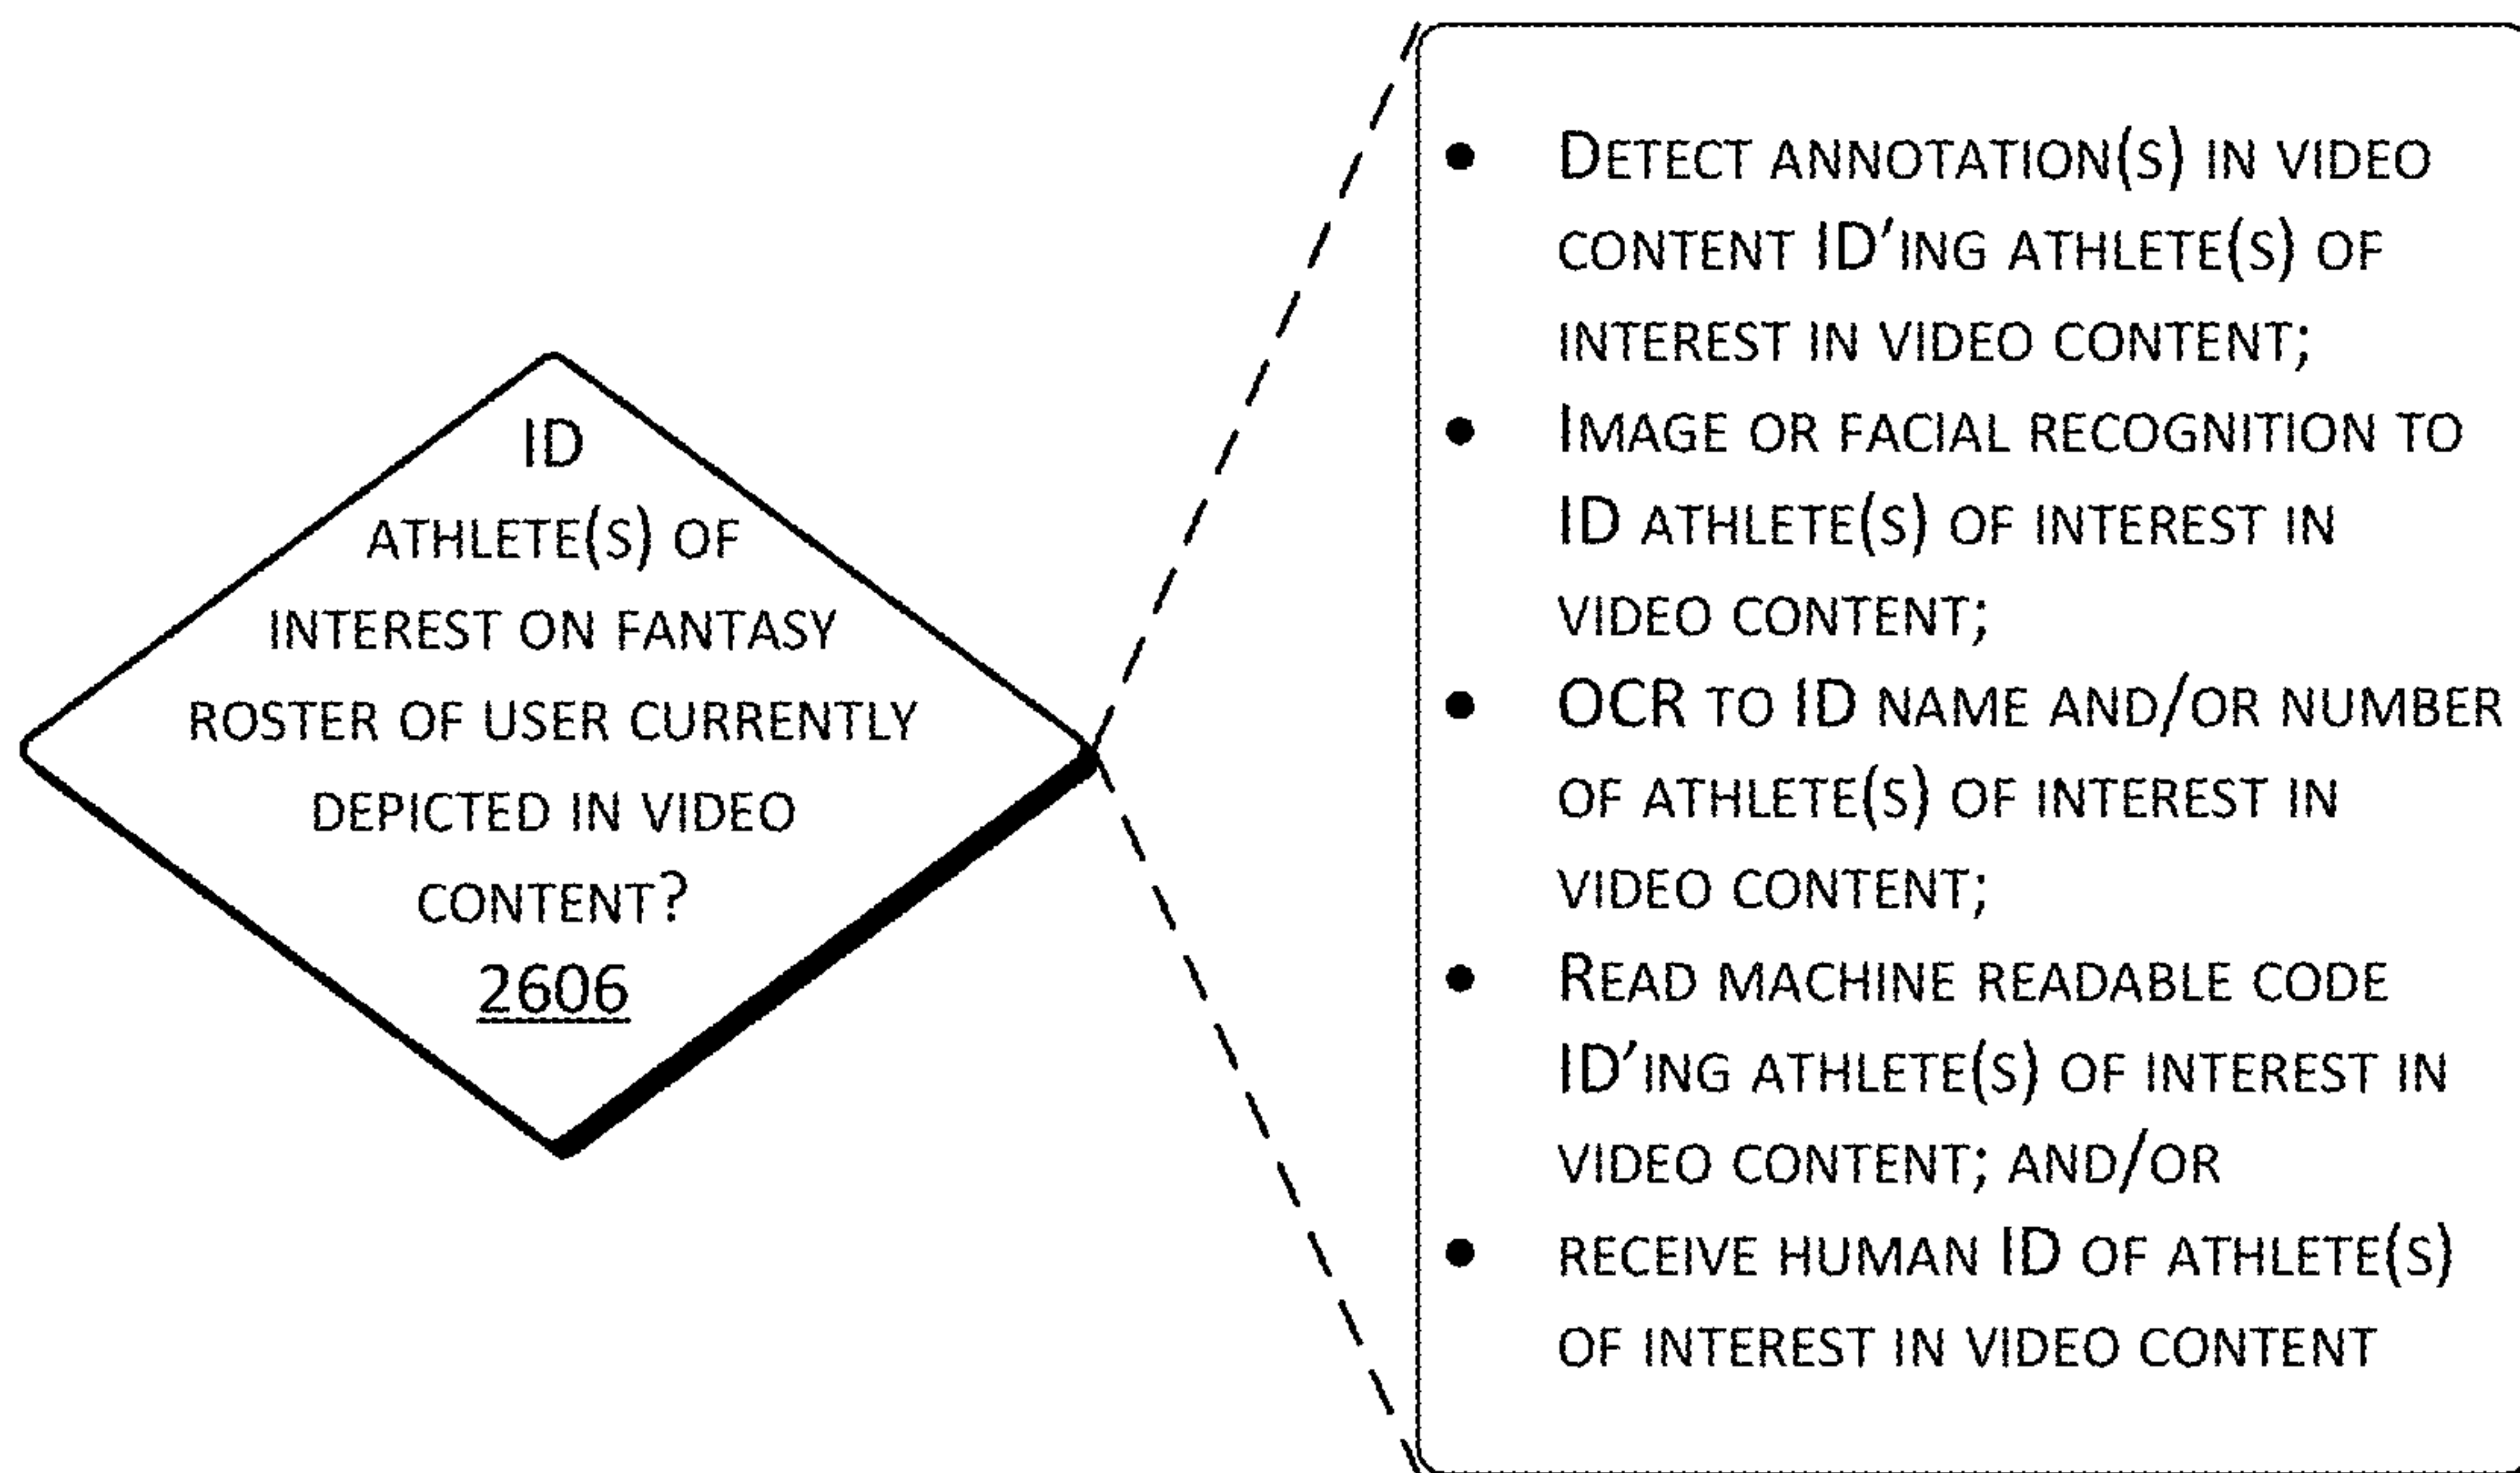 ID
ATHLETE(S) OF
INTEREST ON FANTASY
ROSTER OF USER CURRENTLY
DEPICTED IN VIDEO
CONTENT?
2606
• DETECT ANNOTATION(S) IN VIDEO
CONTENT ID'ING ATHLETE(S) OF
INTEREST IN VIDEO CONTENT;
• IMAGE OR FACIAL RECOGNITION TO
ID ATHLETE(S) OF INTEREST IN
VIDEO CONTENT;
• OCR TO ID NAME AND/OR NUMBER
OF ATHLETE(S) OF INTEREST IN
VIDEO CONTENT;
• READ MACHINE READABLE CODE
ID'ING ATHLETE(S) OF INTEREST IN
VIDEO CONTENT; AND/OR
• RECEIVE HUMAN ID OF ATHLETE(S)
OF INTEREST IN VIDEO CONTENT